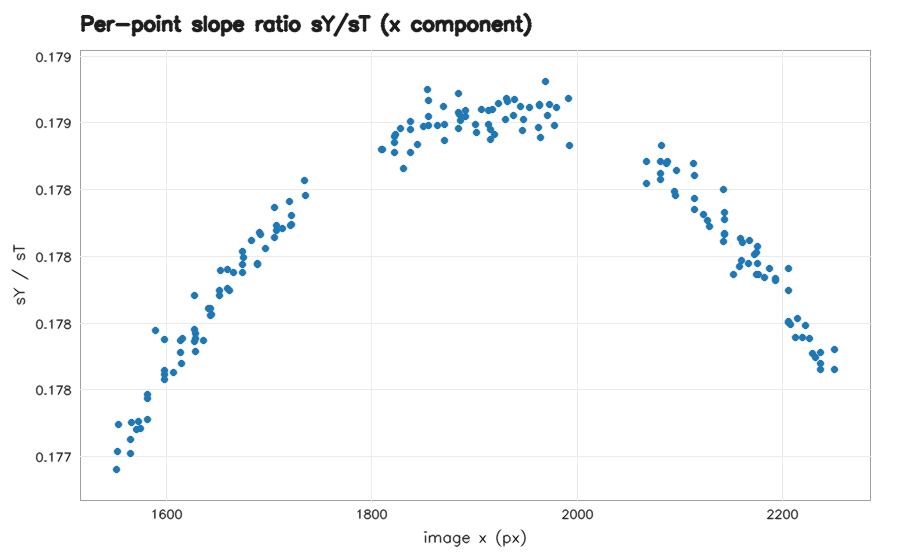 Per-point slope ratio sY/sT (x component)
0.179
0.179
0.178
0.178
0.178
0.178
0.177
sY / sT
1600 1800 2000 2200
image x (px)